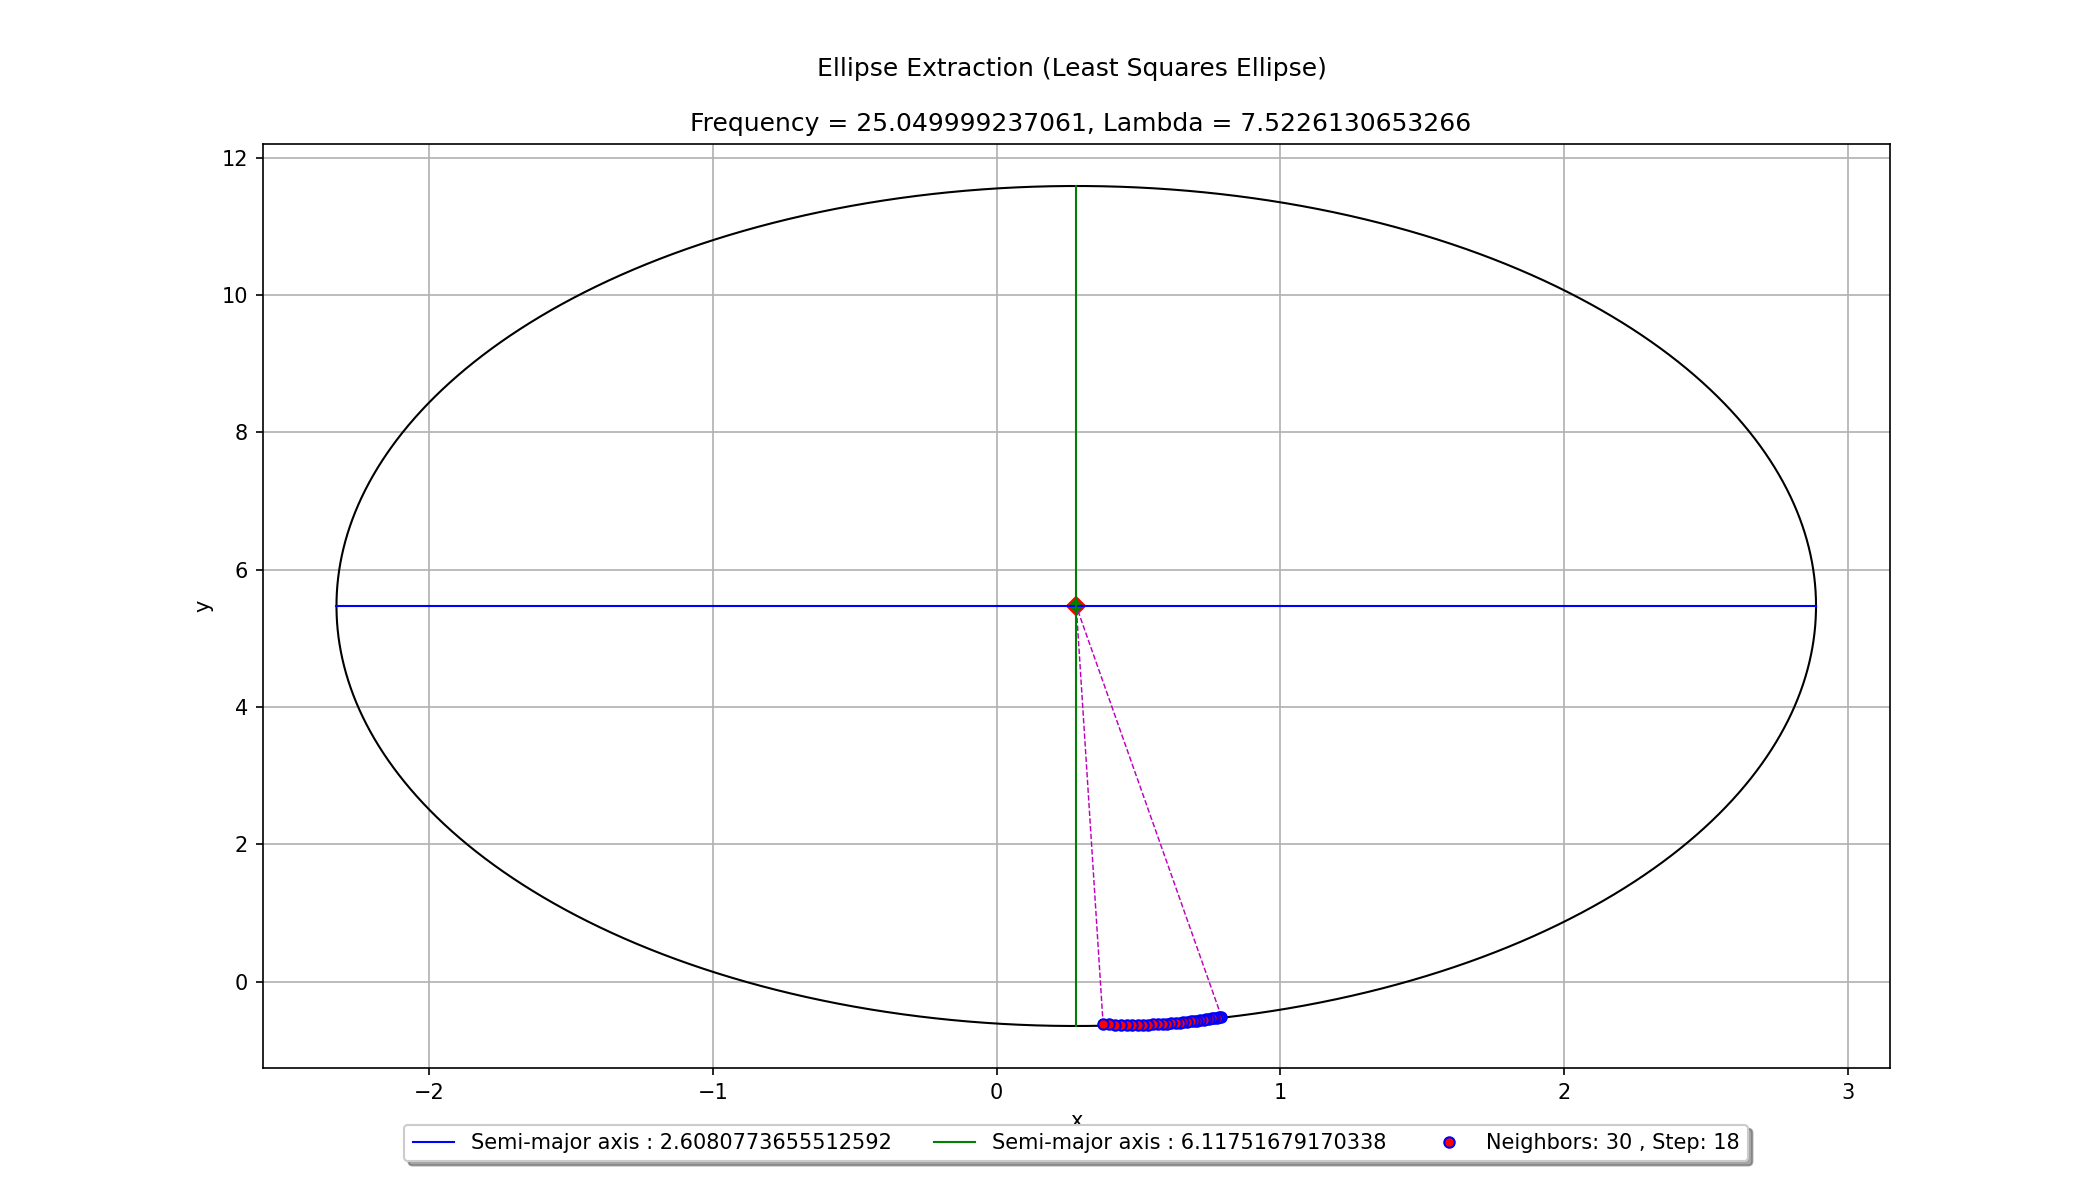 Ellipse Extraction (Least Squares Ellipse)
Frequency = 25.049999237061, Lambda = 7.5226130653266
12
10
8
6
4
2
0
y
−2
−1
0
1
2
3
x
Semi-major axis : 2.6080773655512592
Semi-major axis : 6.11751679170338
Neighbors: 30 , Step: 18